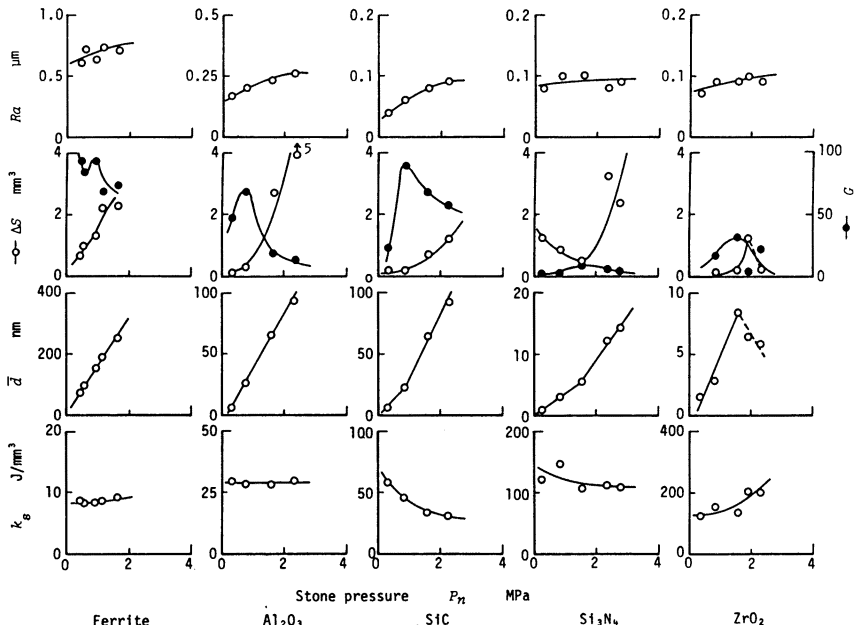 1.0 0.5 0.2 0.2 0.2
Ra μm
0.5 0.25 0.1 0.1 0.1
0 0 0 0 0
4 4 5 4 4 4 100
ΔS mm³
2 2 2 2 2 50 G
0 0 0 0 0 0
400 100 100 20 10
d̅ nm
200 50 50 10 5
0 0 0 0 0
20 50 100 200 400
k_s J/mm³
10 25 50 100 200
0 0 0 0 0
0 2 4 0 2 4 0 2 4 0 2 4 0 2 4
Stone pressure P_n MPa
Ferrite Al₂O₃ SiC Si₃N₄ ZrO₂